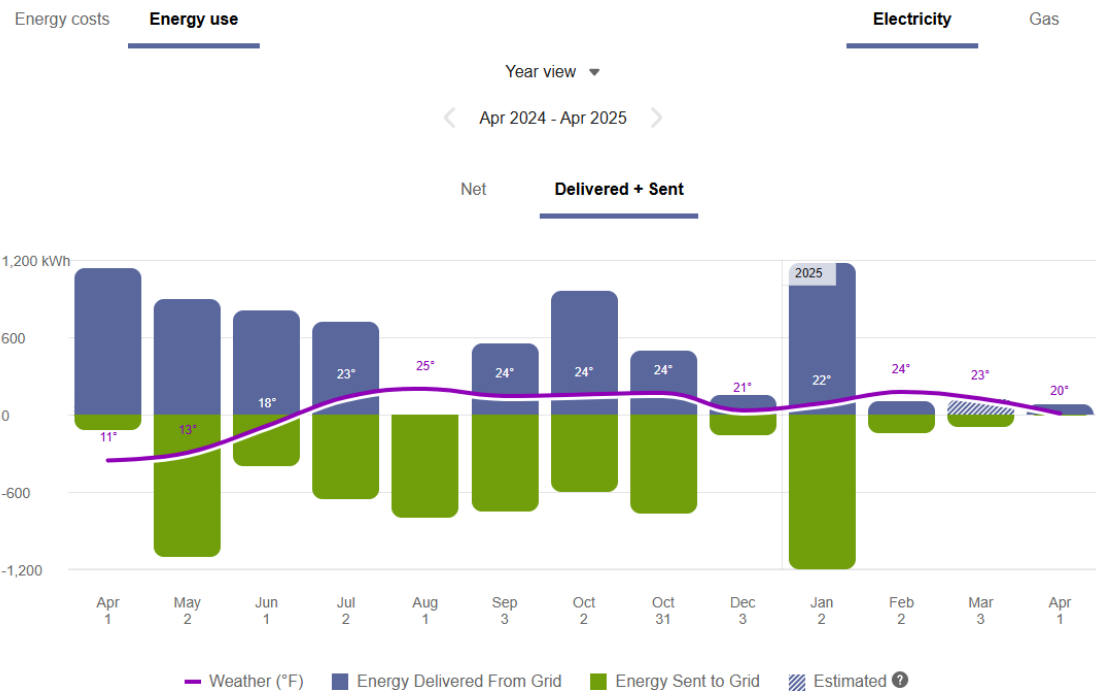 Energy costs Energy use Electricity Gas
Year view
Apr 2024 - Apr 2025
Net Delivered + Sent
1,200 kWh
2025
600
25° 24° 23°
23° 24° 24° 24° 22° 21° 20°
18°
0
11° 13°
-600
-1,200
Apr May Jun Jul Aug Sep Oct Oct Dec Jan Feb Mar Apr
1 2 1 2 1 3 2 31 3 2 2 3 1
Weather (°F) Energy Delivered From Grid Energy Sent to Grid Estimated ?